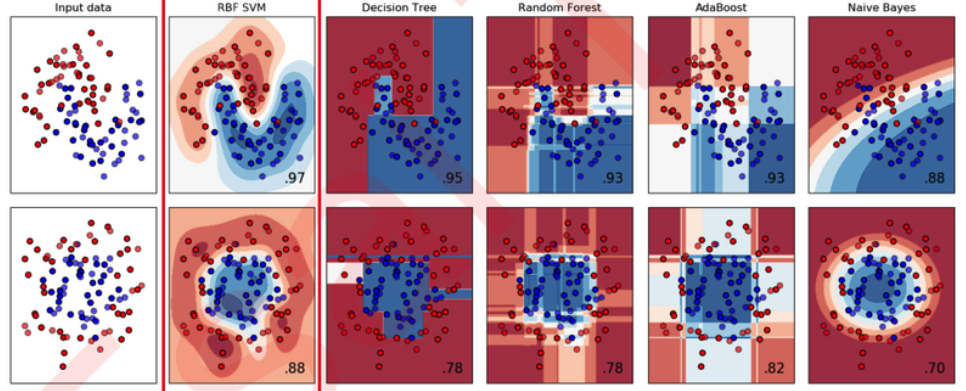 Input data RBF SVM Decision Tree Random Forest AdaBoost Naive Bayes
.97 .95 .93 .93 .88
.88 .78 .78 .82 .70